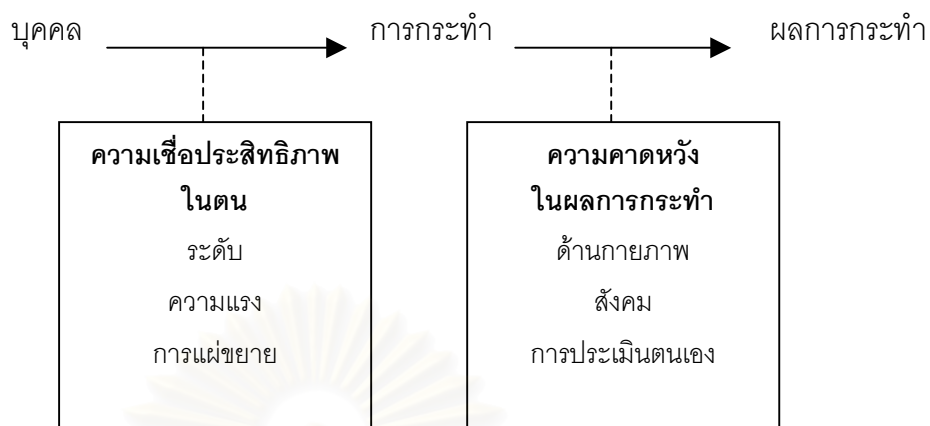 บุคคล การกระทำ ผลการกระทำ
ความเชื่อประสิทธิภาพ
ในตน
ระดับ
ความแรง
การแผ่ขยาย
ความคาดหวัง
ในผลการกระทำ
ด้านกายภาพ
สังคม
การประเมินตนเอง